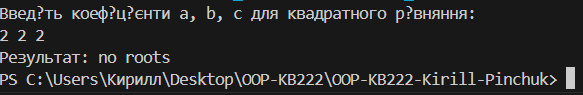 Введ?ть коеф?ц?єнти a, b, c для квадратного р?вняння:
2 2 2
Результат: no roots
PS C:\Users\Кирилл\Desktop\OOP-KB222\OOP-KB222-Kirill-Pinchuk>